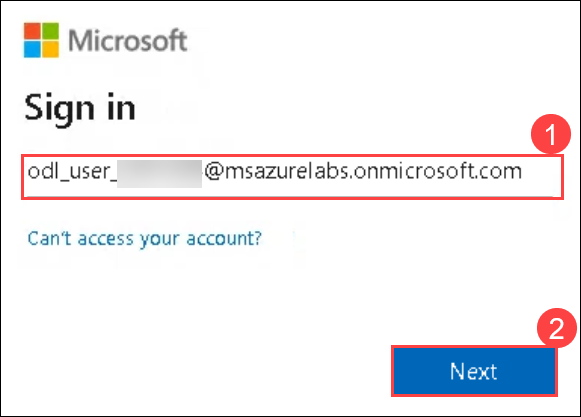 Microsoft
Sign in
1
odl_user_ @msazurelabs.onmicrosoft.com
Can't access your account?
2
Next